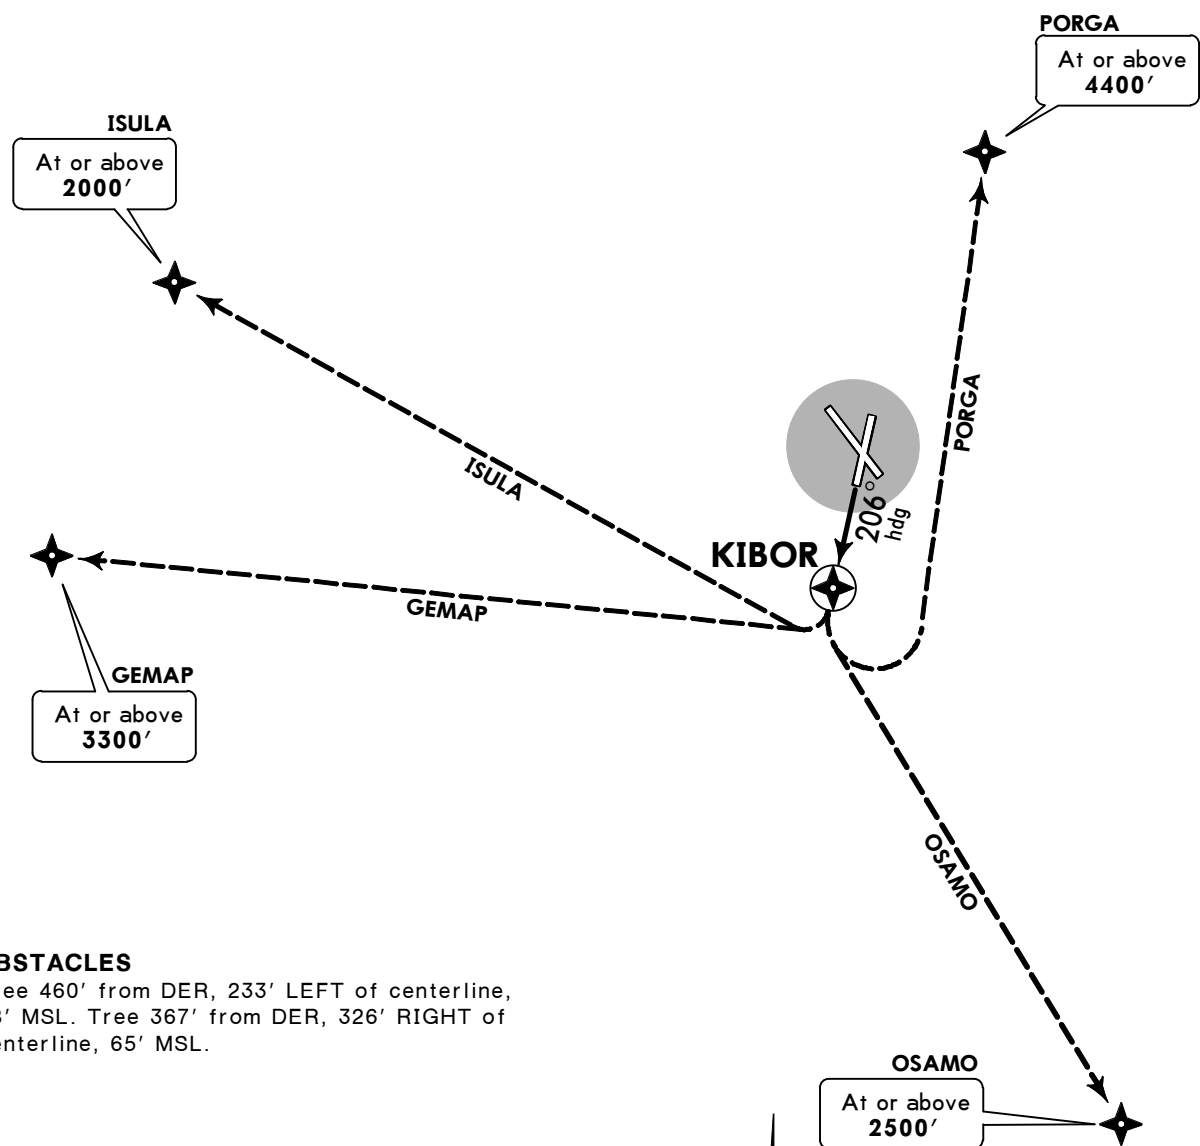 PORGA
At or above
4400′
ISULA
At or above
2000′
PORGA
ISULA
206°
hdg
KIBOR
GEMAP
GEMAP
At or above
3300′
OSAMO
BSTACLES
ee 460′ from DER, 233′ LEFT of centerline,
′ MSL. Tree 367′ from DER, 326′ RIGHT of
enterline, 65′ MSL.
OSAMO
At or above
2500′